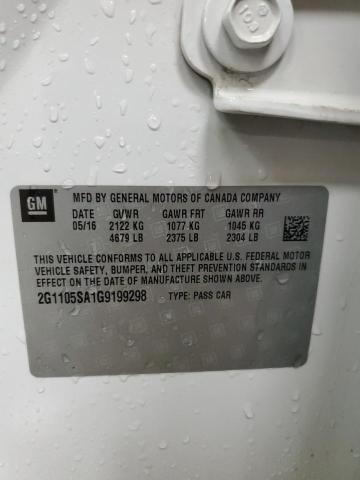 10.9
GM
MFD BY GENERAL MOTORS OF CANADA COMPANY
DATE GVWR GAWR FRT GAWR RR
05/16 2122 KG 1077 KG 1045 KG
4679 LB 2375 LB 2304 LB
THIS VEHICLE CONFORMS TO ALL APPLICABLE U.S. FEDERAL MOTOR
VEHICLE SAFETY, BUMPER, AND THEFT PREVENTION STANDARDS IN
EFFECT ON THE DATE OF MANUFACTURE SHOWN ABOVE.
2G1105SA1G9199298 TYPE: PASS CAR